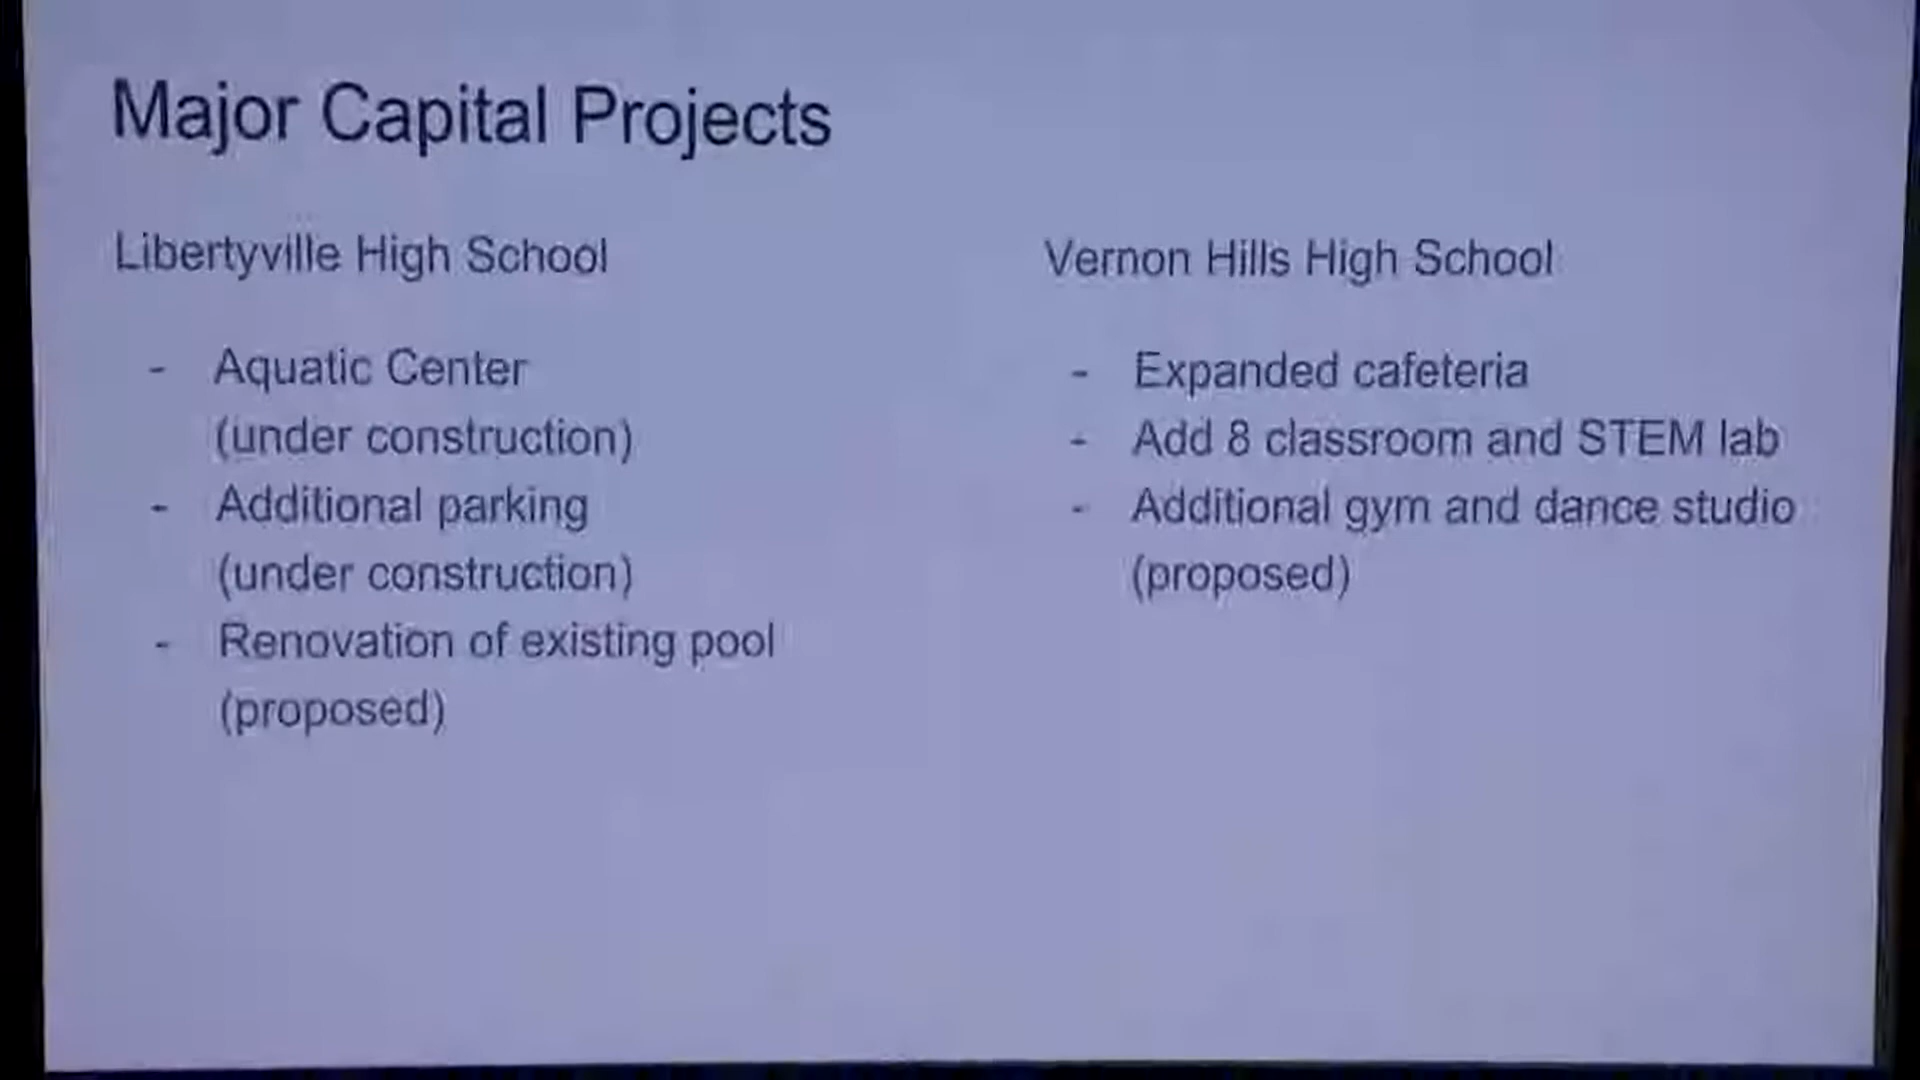 Major Capital Projects
Libertyville High School
- Aquatic Center
(under construction)
- Additional parking
(under construction)
- Renovation of existing pool
(proposed)
Vernon Hills High School
- Expanded cafeteria
- Add 8 classroom and STEM lab
- Additional gym and dance studio
(proposed)